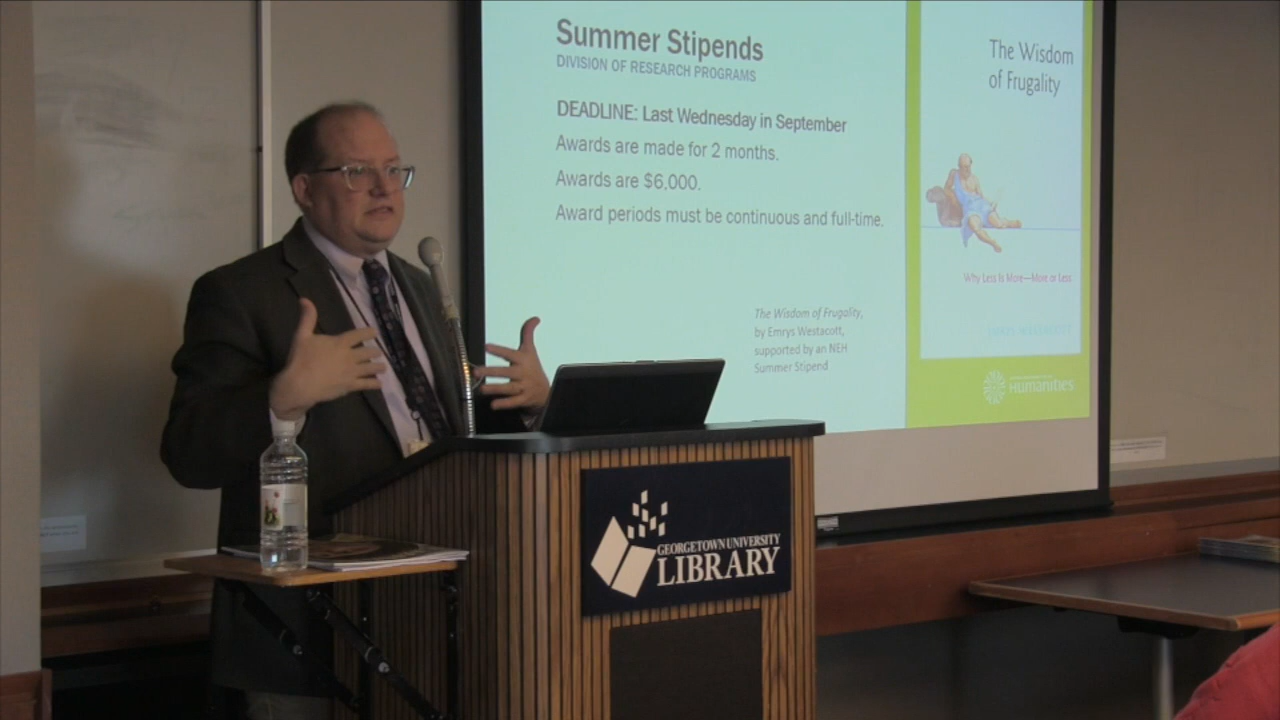 Summer Stipends
DIVISION OF RESEARCH PROGRAMS
DEADLINE: Last Wednesday in September
Awards are made for 2 months.
Awards are $6,000.
Award periods must be continuous and full-time.
The Wisdom of Frugality,
by Emrys Westacott,
supported by an NEH
Summer Stipend
The Wisdom
of Frugality
Why Less Is More—More or Less
EMRYS WESTACOTT
Humanities
GEORGETOWN UNIVERSITY
LIBRARY